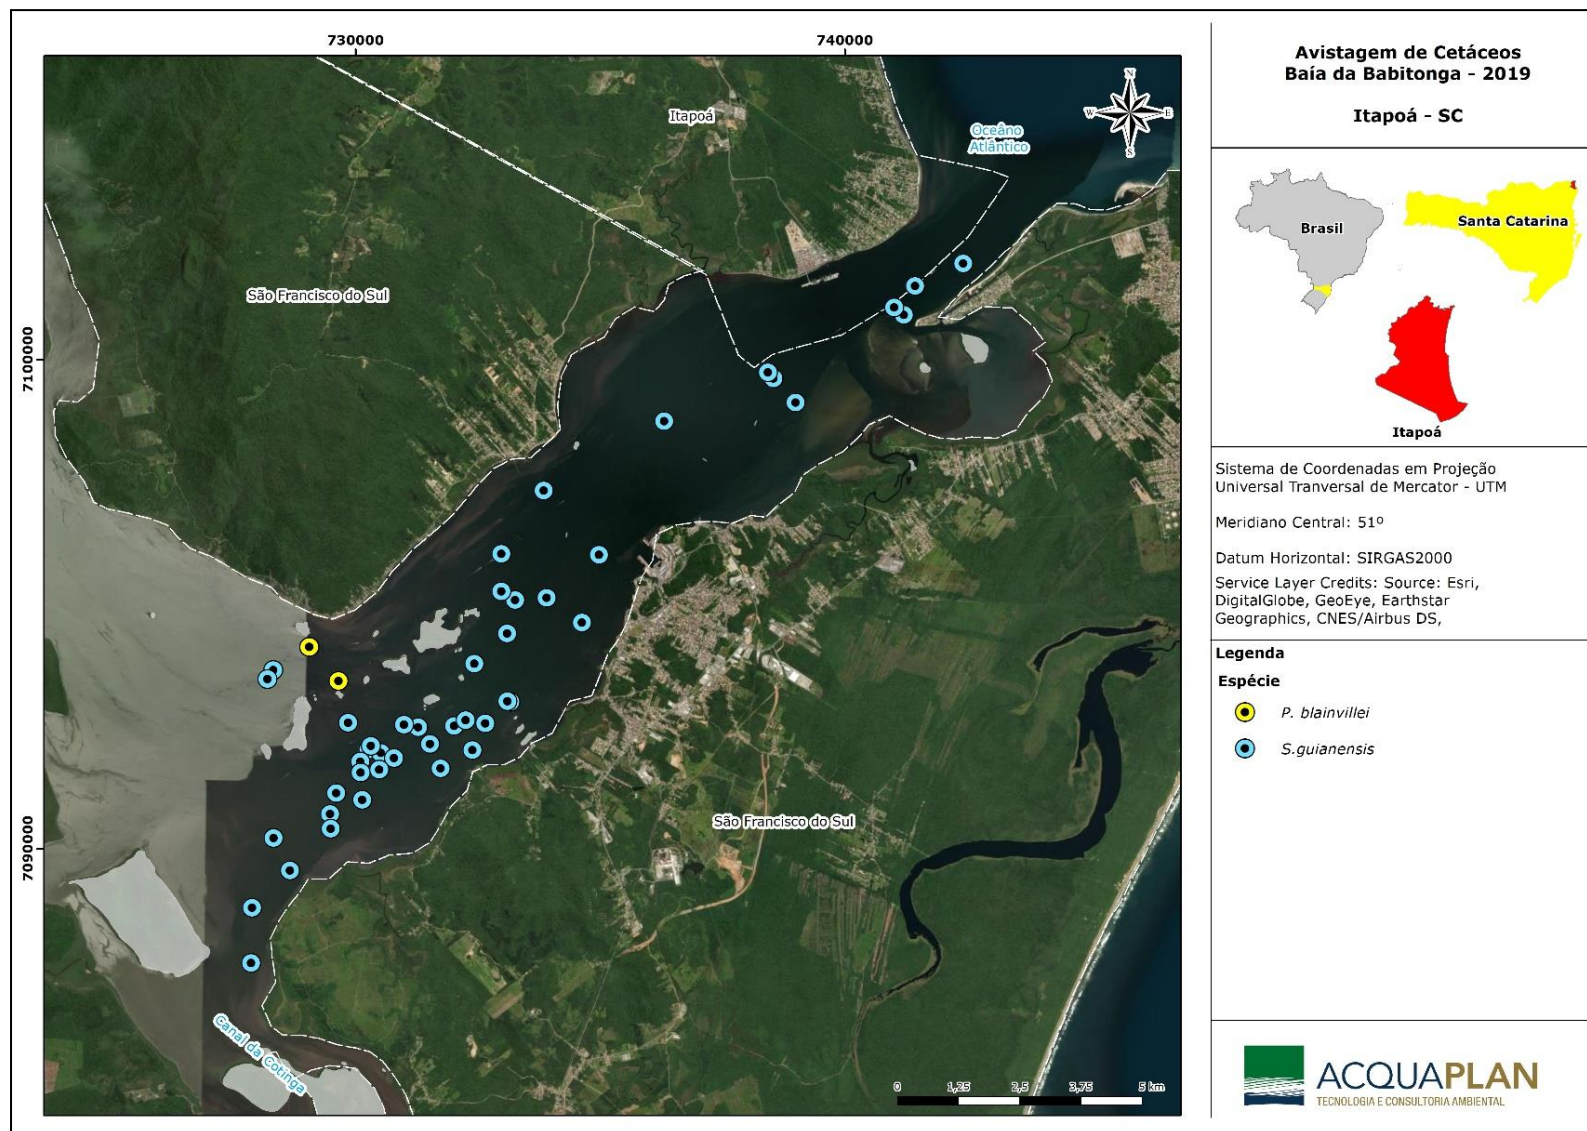 730000
740000
7100000
7090000
N
W
E
S
Itapoá
Oceâno
Atlântico
São Francisco do Sul
São Francisco do Sul
Canal da Cotinga
0 1,25 2,5 3,75 5 km
Avistagem de Cetáceos
Baía da Babitonga - 2019
Itapoá - SC
Brasil
Santa Catarina
Itapoá
Sistema de Coordenadas em Projeção
Universal Tranversal de Mercator - UTM
Meridiano Central: 51º
Datum Horizontal: SIRGAS2000
Service Layer Credits: Source: Esri,
DigitalGlobe, GeoEye, Earthstar
Geographics, CNES/Airbus DS,
Legenda
Espécie
P. blainvillei
S.guianensis
ACQUAPLAN
TECNOLOGIA E CONSULTORIA AMBIENTAL